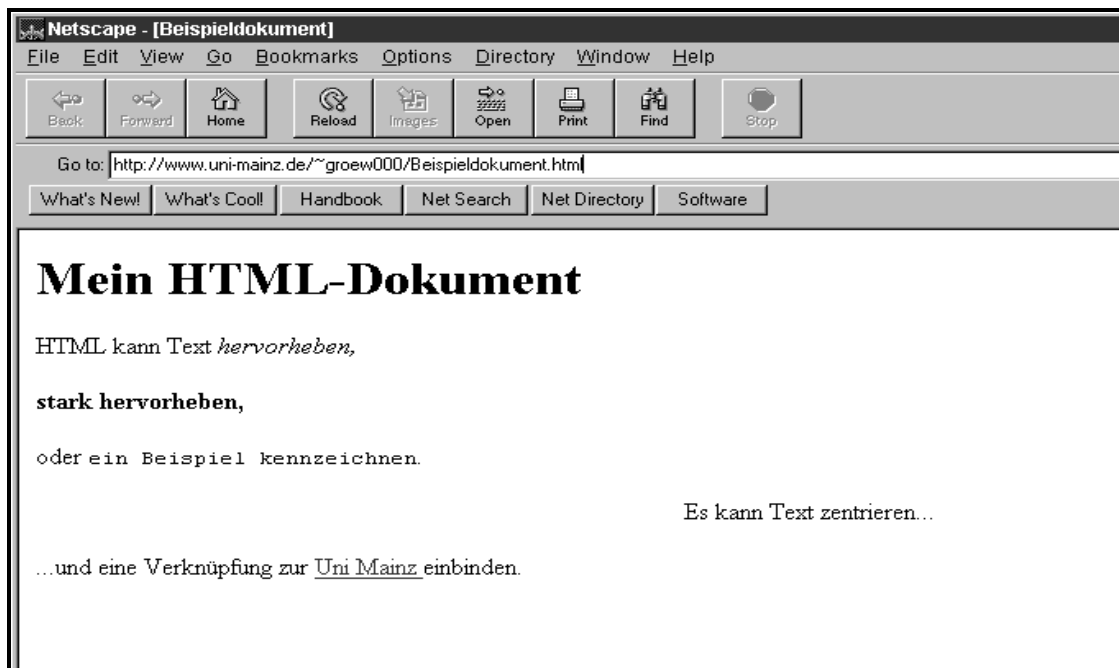 Netscape - [Beispieldokument]
File Edit View Go Bookmarks Options Directory Window Help
Back Forward Home Reload Images Open Print Find Stop
Go to: http://www.uni-mainz.de/~groew000/Beispieldokument.html
What's New! What's Cool! Handbook Net Search Net Directory Software
Mein HTML-Dokument
HTML kann Text hervorheben,
stark hervorheben,
oder ein Beispiel kennzeichnen.
Es kann Text zentrieren...
...und eine Verknüpfung zur Uni Mainz einbinden.